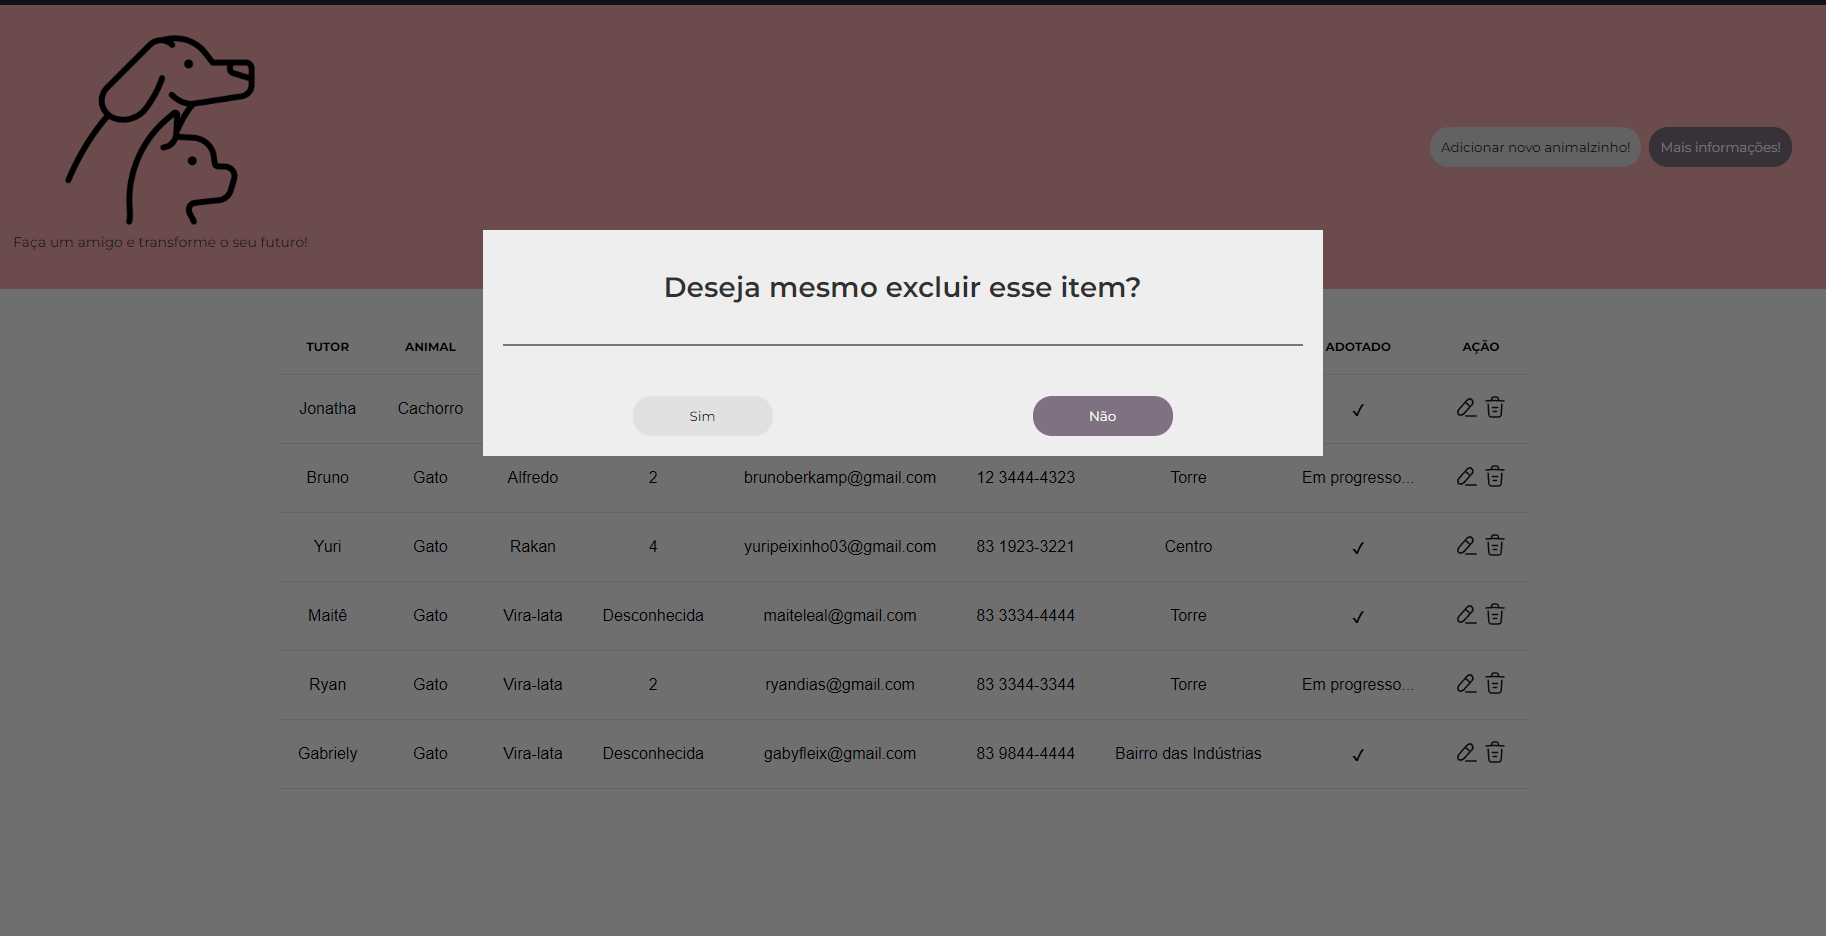 Adicionar novo animalzinho! Mais informações!
Faça um amigo e transforme o seu futuro!
Deseja mesmo excluir esse item?
Sim Não
TUTOR ANIMAL ADOTADO AÇÃO
Jonatha Cachorro ✓
Bruno Gato Alfredo 2 brunoberkamp@gmail.com 12 3444-4323 Torre Em progresso...
Yuri Gato Rakan 4 yuripeixinho03@gmail.com 83 1923-3221 Centro ✓
Maitê Gato Vira-lata Desconhecida maiteleal@gmail.com 83 3334-4444 Torre ✓
Ryan Gato Vira-lata 2 ryandias@gmail.com 83 3344-3344 Torre Em progresso...
Gabriely Gato Vira-lata Desconhecida gabyfleix@gmail.com 83 9844-4444 Bairro das Indústrias ✓